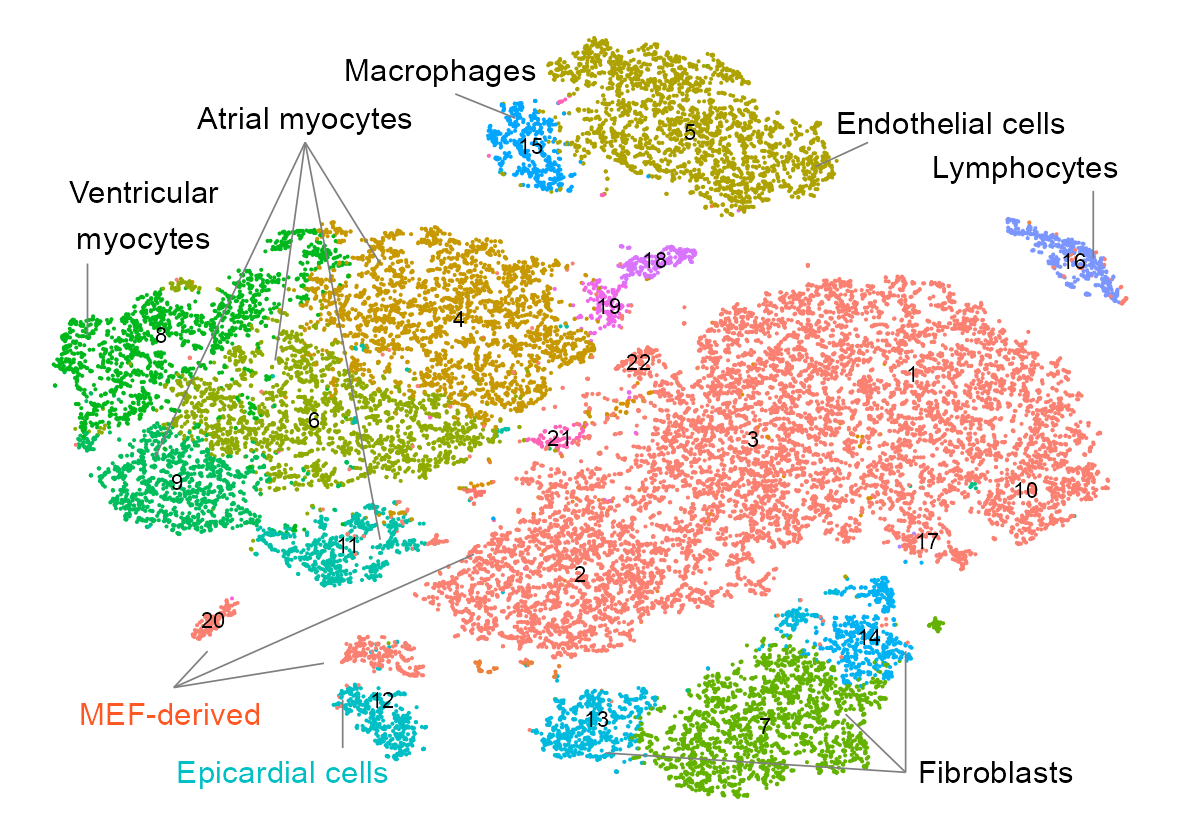 Macrophages
Atrial myocytes
Endothelial cells
Lymphocytes
Ventricular
myocytes
5
15
18
16
19
8
4
22
1
6
21
3
9
10
11
17
2
20
14
12
13
7
MEF-derived
Epicardial cells
Fibroblasts